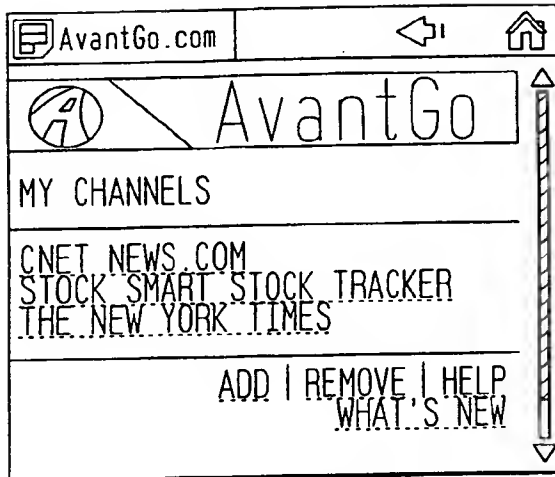 AvantGo.com
AvantGo
MY CHANNELS
CNET NEWS.COM
STOCK SMART STOCK TRACKER
THE NEW YORK TIMES
ADD | REMOVE | HELP
WHAT'S NEW